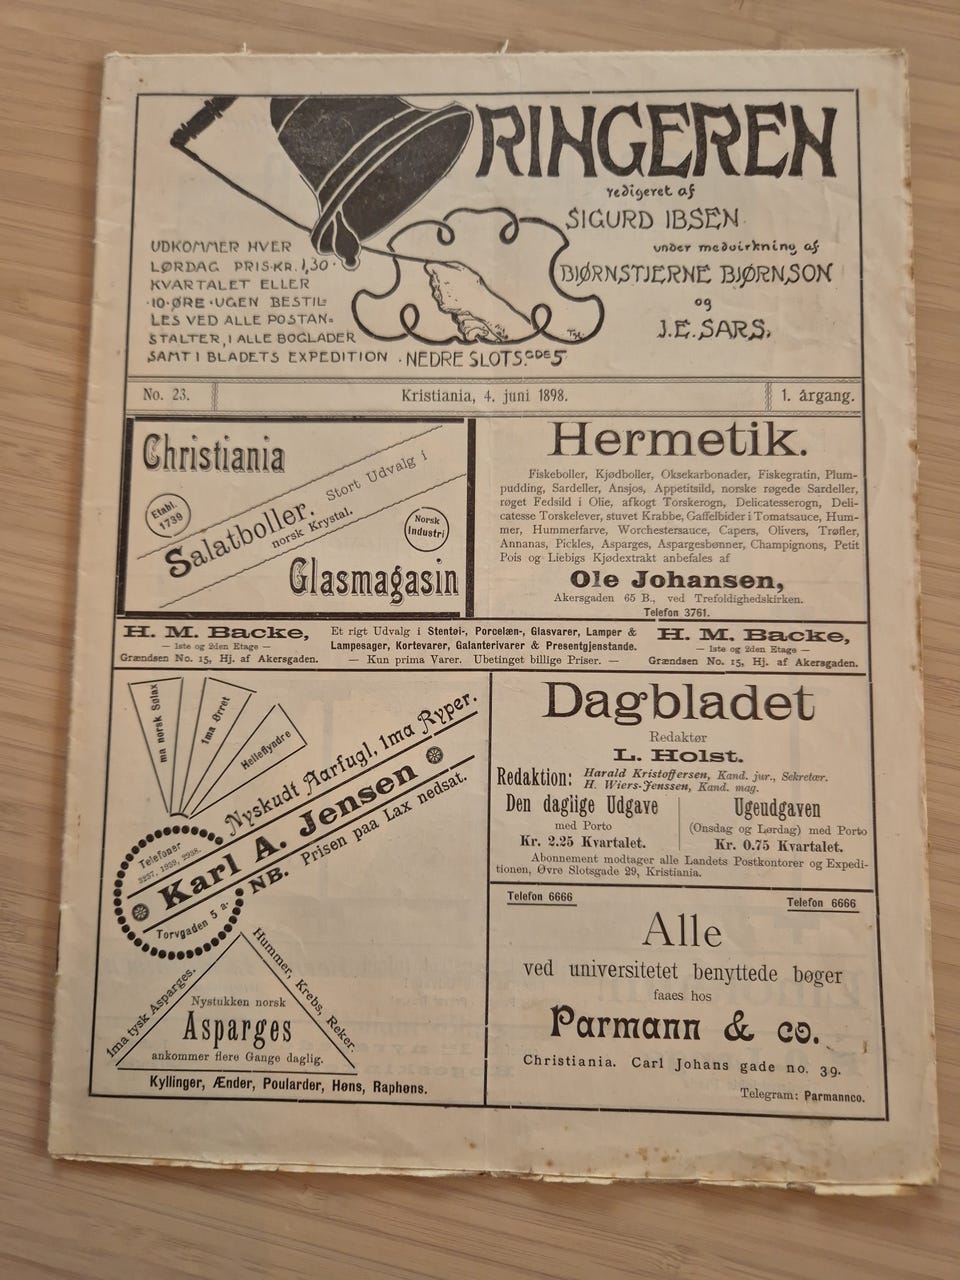 RINGEREN
redigeret af
SIGURD IBSEN
under medvirkning af
BJØRNSTJERNE BJØRNSON
og
J.E. SARS.
UDKOMMER HVER
LØRDAG PRIS·KR. 1,30·
KVARTALET ELLER
·10·ØRE·UGEN BESTIL=
LES VED ALLE POSTAN=
STALTER, I ALLE BOGLADER
SAMT I BLADETS EXPEDITION . NEDRE SLOTS.GDE 5
No. 23.
Kristiania, 4. juni 1898.
1. årgang.
Christiania
Etabl. 1739
Stort Udvalg i
Salatboller.
norsk Krystal.
Norsk Industri
Glasmagasin
Hermetik.
Fiskeboller, Kjødboller, Oksekarbonader, Fiskegratin, Plum-
pudding, Sardeller, Ansjos, Appetitsild, norske røgede Sardeller,
røget Fedsild i Olie, afkogt Torskerogn, Delicatesserogn, Deli-
catesse Torskelever, stuvet Krabbe, Gaffelbider i Tomatsauce, Hum-
mer, Hummerfarve, Worchestersauce, Capers, Olivers, Trøfler,
Annanas, Pickles, Asparges, Aspargesbønner, Champignons, Petit
Pois og Liebigs Kjødextrakt anbefales af
Ole Johansen,
Akersgaden 65 B., ved Trefoldighedskirken.
Telefon 3761.
H. M. Backe,
— 1ste og 2den Etage —
Grændsen No. 15, Hj. af Akersgaden.
Et rigt Udvalg i Stentøi-, Porcelæn-, Glasvarer, Lamper &
Lampesager, Kortevarer, Galanterivarer & Presentgjenstande.
— Kun prima Varer. Ubetinget billige Priser. —
H. M. Backe,
— 1ste og 2den Etage —
Grændsen No. 15, Hj. af Akersgaden.
ma norsk Sølax
1ma Ørret
Helleflyndre
Nyskudt Aarfugl, 1ma Ryper.
Telefoner
3237, 1839, 2938.
Karl A. Jensen
Torvgaden 5 a.
NB. Prisen paa Lax nedsat.
1ma tysk Asparges.
Hummer, Krebs, Reker.
Nystukken norsk
Asparges
ankommer flere Gange daglig.
Kyllinger, Ænder, Poularder, Høns, Raphøns.
Dagbladet
Redaktør
L. Holst.
Redaktion: Harald Kristoffersen, Kand. jur., Sekretær.
H. Wiers-Jenssen, Kand. mag.
Den daglige Udgave
med Porto
Kr. 2.25 Kvartalet.
Ugeudgaven
(Onsdag og Lørdag) med Porto
Kr. 0.75 Kvartalet.
Abonnement modtager alle Landets Postkontorer og Expedi-
tionen, Øvre Slotsgade 29, Kristiania.
Telefon 6666
Telefon 6666
Alle
ved universitetet benyttede bøger
faaes hos
Parmann & co.
Christiania. Carl Johans gade no. 39.
Telegram: Parmannco.